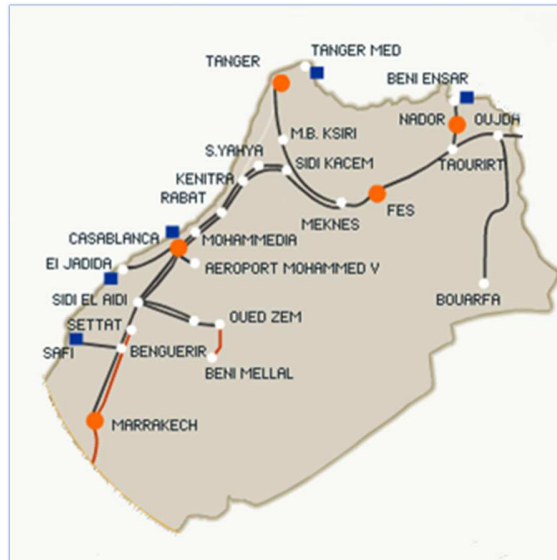 TANGER MED
TANGER
BENI ENSAR
NADOR
OUJDA
M.B. KSIRI
S.YAHYA
SIDI KACEM
TAOURIRT
KENITRA
RABAT
FES
MEKNES
CASABLANCA
MOHAMMEDIA
El JADIDA
AEROPORT MOHAMMED V
SIDI EL AIDI
BOUARFA
OUED ZEM
SETTAT
SAFI
BENGUERIR
BENI MELLAL
MARRAKECH